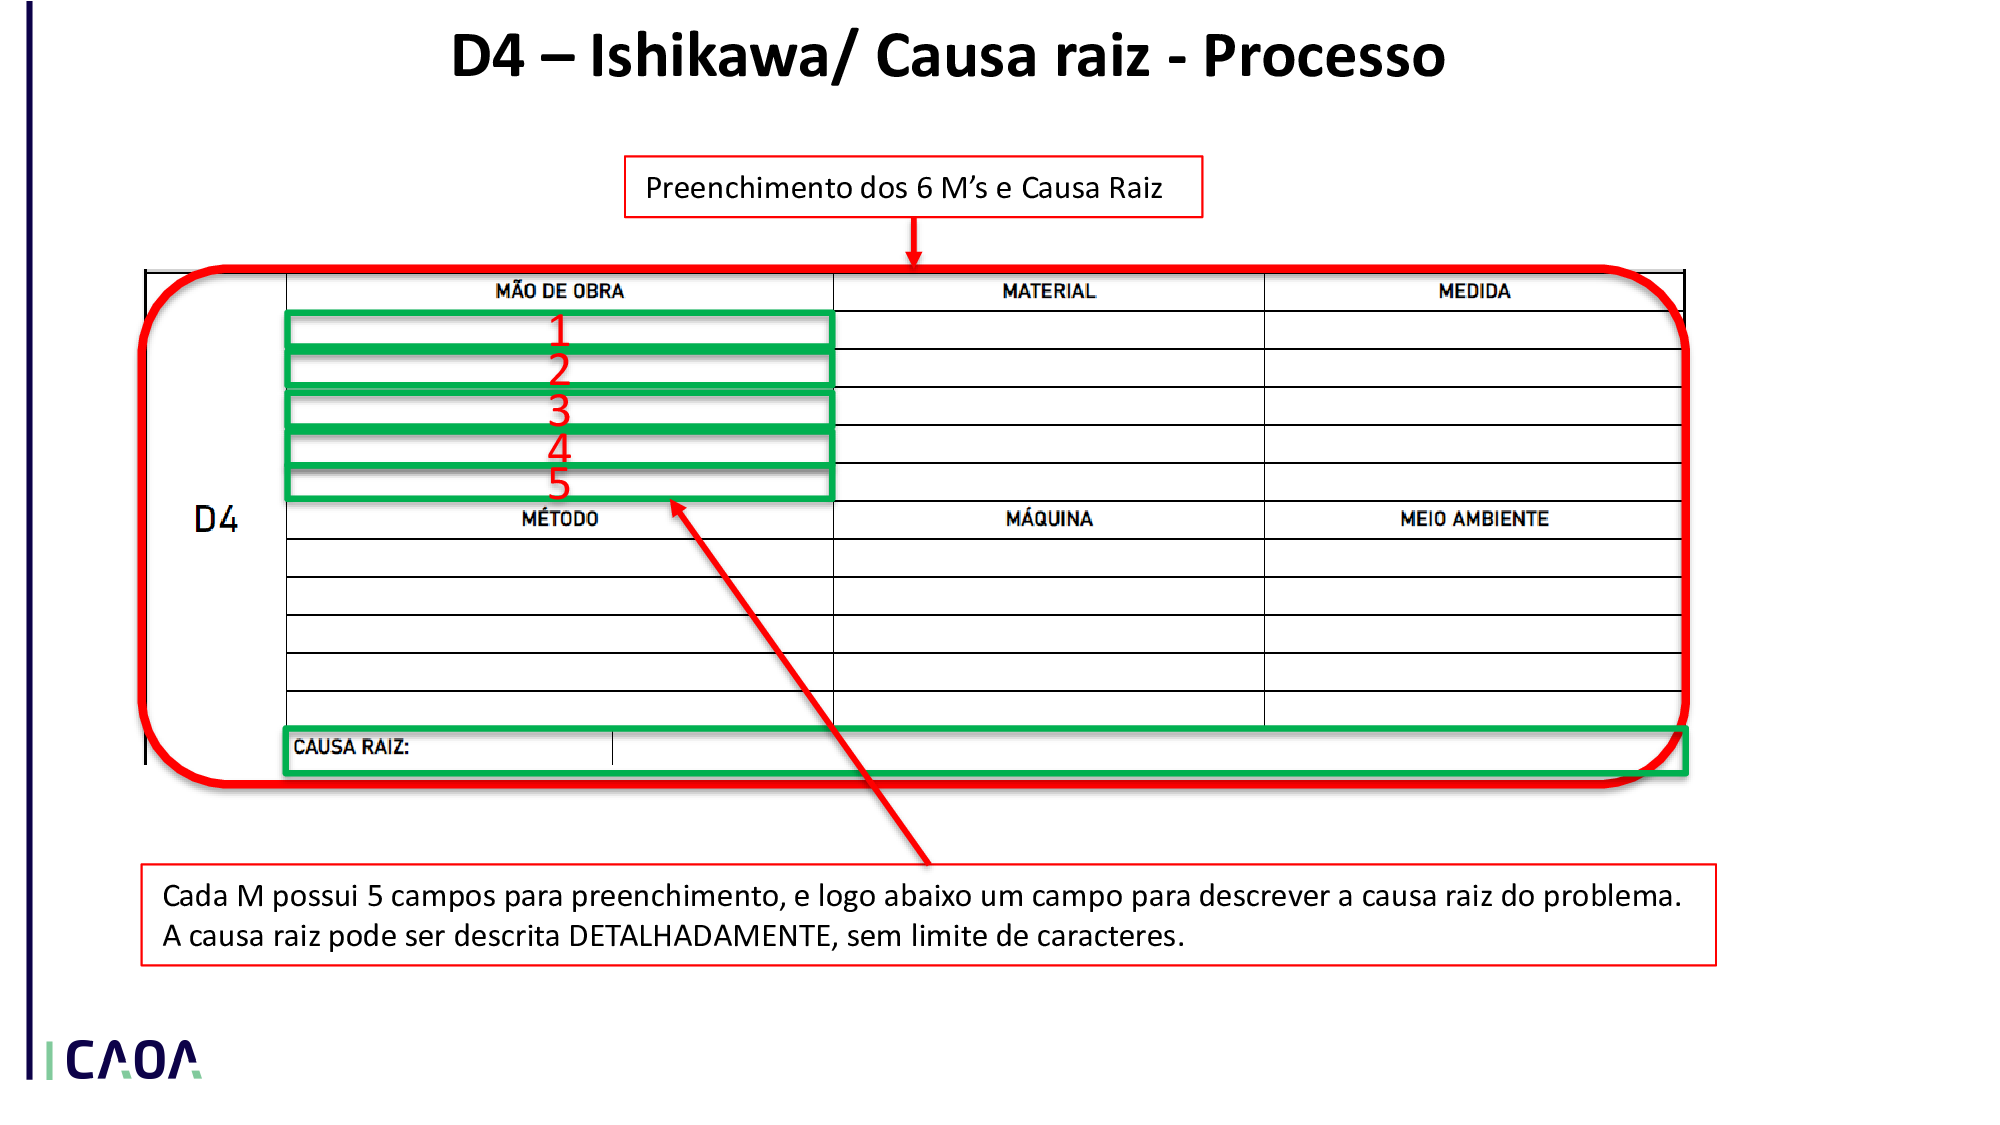 D4 – Ishikawa/ Causa raiz - Processo
Preenchimento dos 6 M’s e Causa Raiz
MÃO DE OBRA MATERIAL MEDIDA
1
2
3
4
5
D4
MÉTODO MÁQUINA MEIO AMBIENTE
CAUSA RAIZ:
Cada M possui 5 campos para preenchimento, e logo abaixo um campo para descrever a causa raiz do problema.
A causa raiz pode ser descrita DETALHADAMENTE, sem limite de caracteres.
CAOA